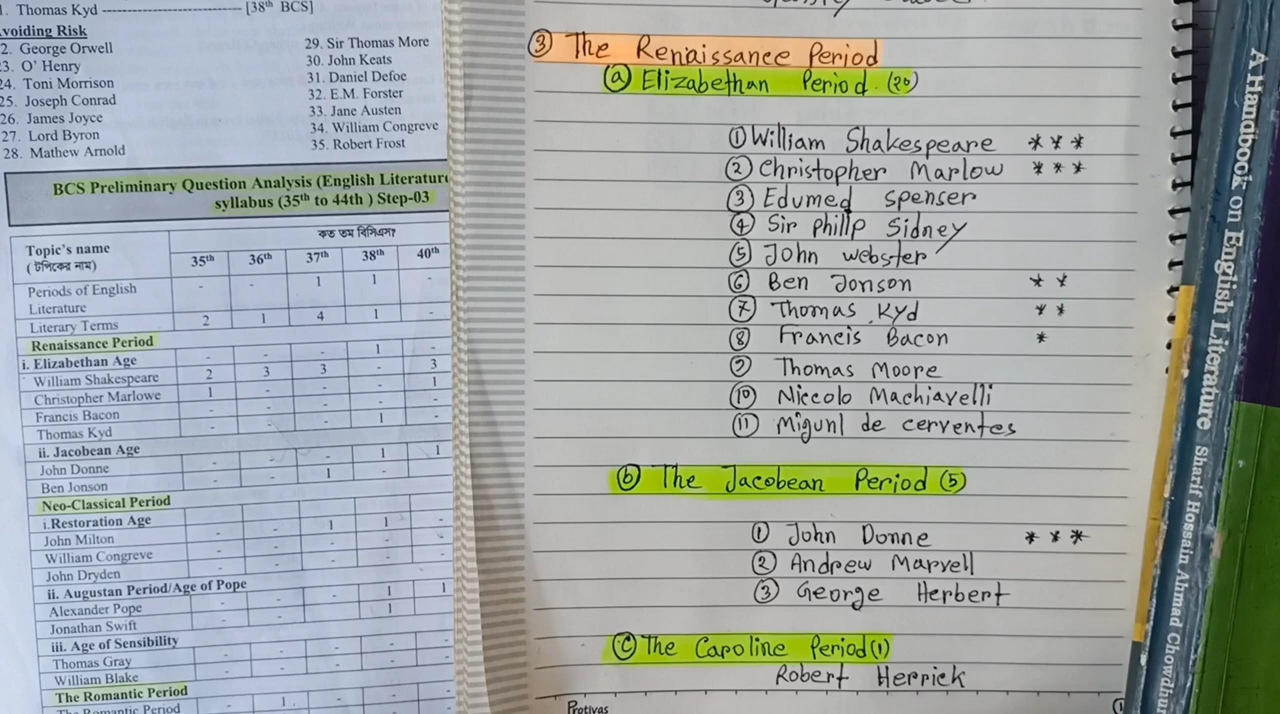 1. Thomas Kyd ---------------------------- [38th BCS]
Avoiding Risk
22. George Orwell
23. O' Henry
24. Toni Morrison
25. Joseph Conrad
26. James Joyce
27. Lord Byron
28. Mathew Arnold
29. Sir Thomas More
30. John Keats
31. Daniel Defoe
32. E.M. Forster
33. Jane Austen
34. William Congreve
35. Robert Frost
BCS Preliminary Question Analysis (English Literature
syllabus (35th to 44th ) Step-03
Topic's name
( টপিকের নাম)
কত তম বিসিএস?
35th 36th 37th 38th 40th
Periods of English
Literature - - 1 1 -
Literary Terms 2 1 4 1 -
Renaissance Period
i. Elizabethan Age - - - 1 -
William Shakespeare 2 3 3 - 3
Christopher Marlowe 1 - - - 1
Francis Bacon - - - -
Thomas Kyd - - - 1 -
ii. Jacobean Age
John Donne - - - 1 1
Ben Jonson - - 1 -
Neo-Classical Period
i.Restoration Age
John Milton - - 1 1 -
William Congreve - - - - -
John Dryden - - - - -
ii. Augustan Period/Age of Pope
Alexander Pope - - - 1 1
Jonathan Swift - - - 1
iii. Age of Sensibility
Thomas Gray - - - - -
William Blake - - - - -
The Romantic Period
The Romantic Period - 1 - - -
③ The Renaissance Period
ⓐ Elizabethan Period. (20)
① William Shakespeare ***
② Christopher Marlow ***
③ Edumed spenser
④ Sir philip Sidney
⑤ John webster
⑥ Ben Jonson **
⑦ Thomas Kyd **
⑧ Francis Bacon *
⑨ Thomas Moore
⑩ Niccolo Machiavelli
⑪ Migunl de cerventes
ⓑ The Jacobean Period (5)
① John Donne ***
② Andrew Marvell
③ George Herbert
ⓒ The Caroline Period (1)
Robert Herrick
Protivas
A Handbook on English Literature Sharif Hossain Ahmad Chowdhur